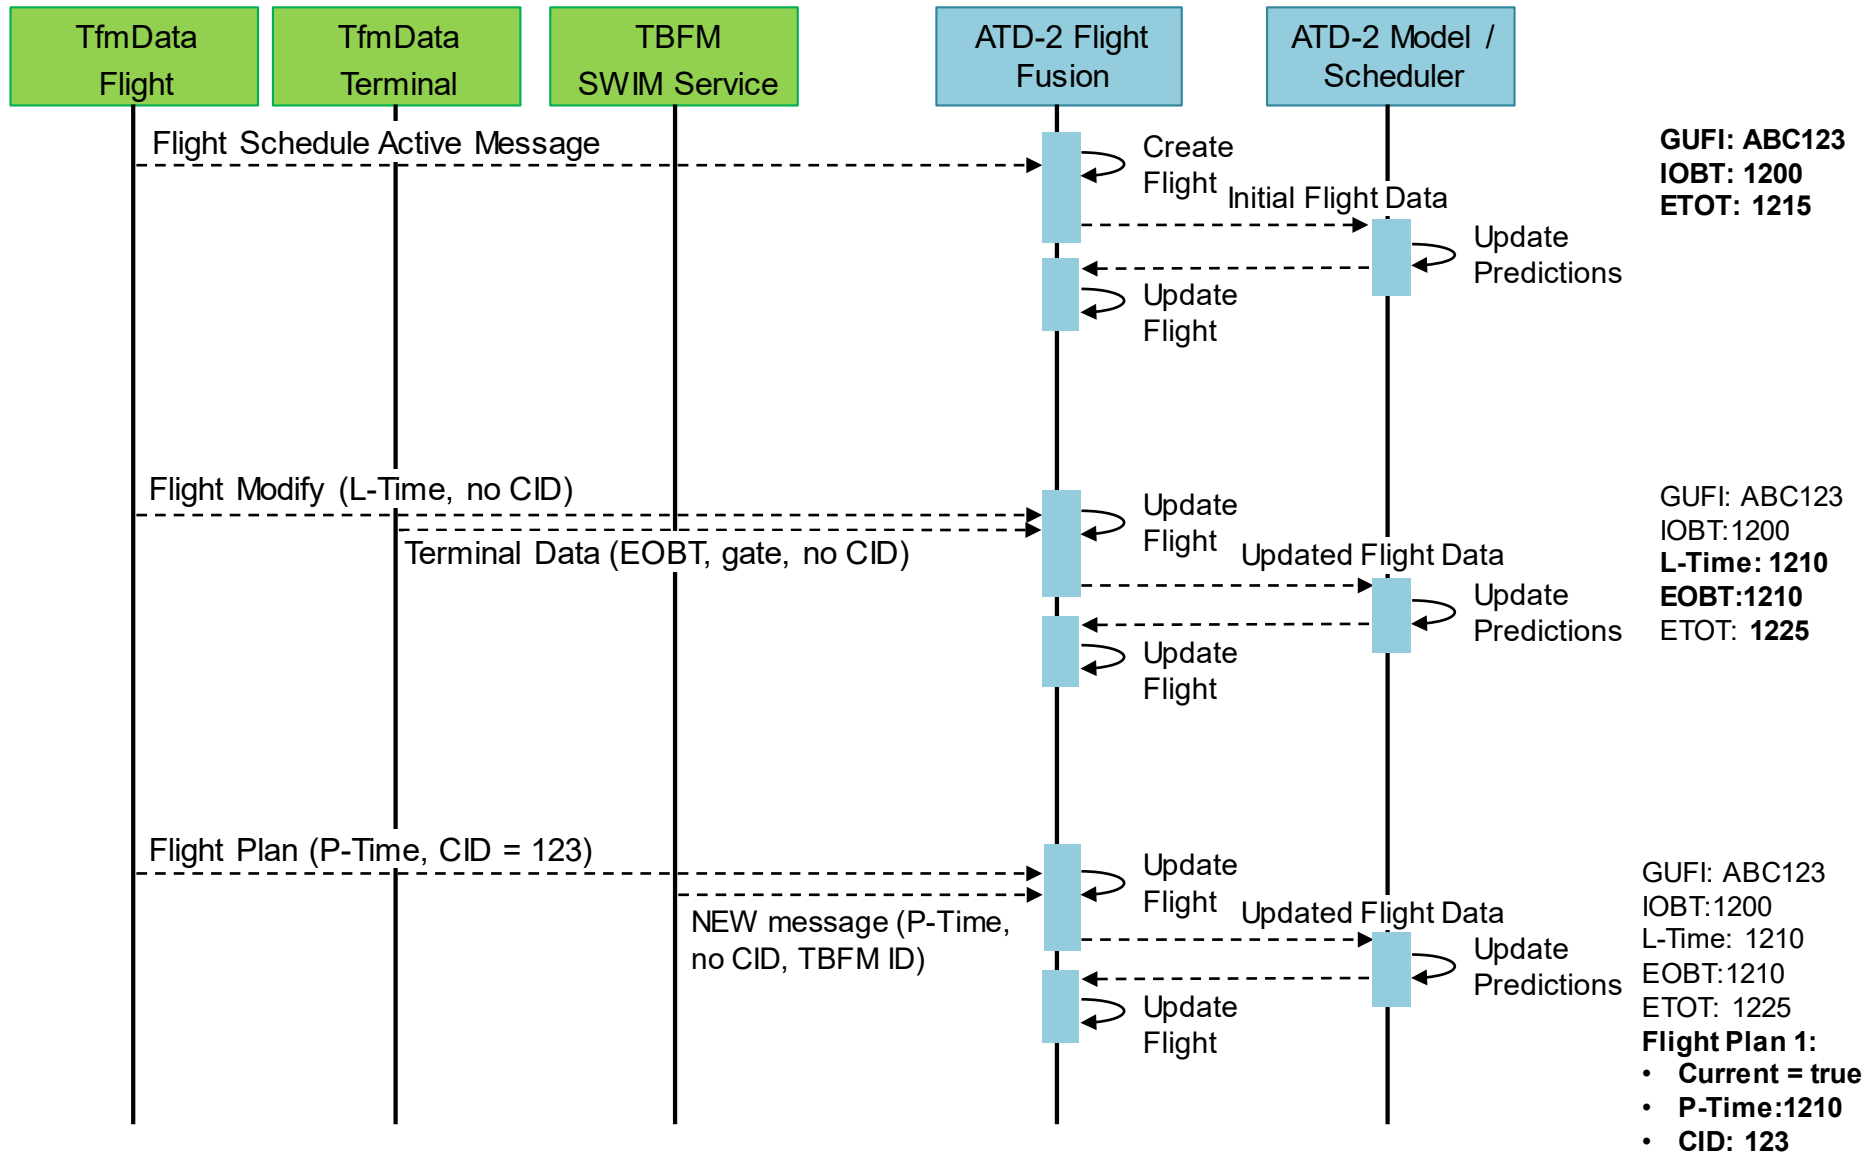 TfmData
Flight
TfmData
Terminal
TBFM
SWIM Service
ATD-2 Flight
Fusion
ATD-2 Model /
Scheduler
Flight Schedule Active Message
Create
Flight
Initial Flight Data
Update
Predictions
Update
Flight
GUFI: ABC123
IOBT: 1200
ETOT: 1215
Flight Modify (L-Time, no CID)
Terminal Data (EOBT, gate, no CID)
Update
Flight
Updated Flight Data
Update
Predictions
Update
Flight
GUFI: ABC123
IOBT:1200
L-Time: 1210
EOBT:1210
ETOT: 1225
Flight Plan (P-Time, CID = 123)
NEW message (P-Time,
no CID, TBFM ID)
Update
Flight
Updated Flight Data
Update
Predictions
Update
Flight
GUFI: ABC123
IOBT:1200
L-Time: 1210
EOBT:1210
ETOT: 1225
Flight Plan 1:
• Current = true
• P-Time:1210
• CID: 123